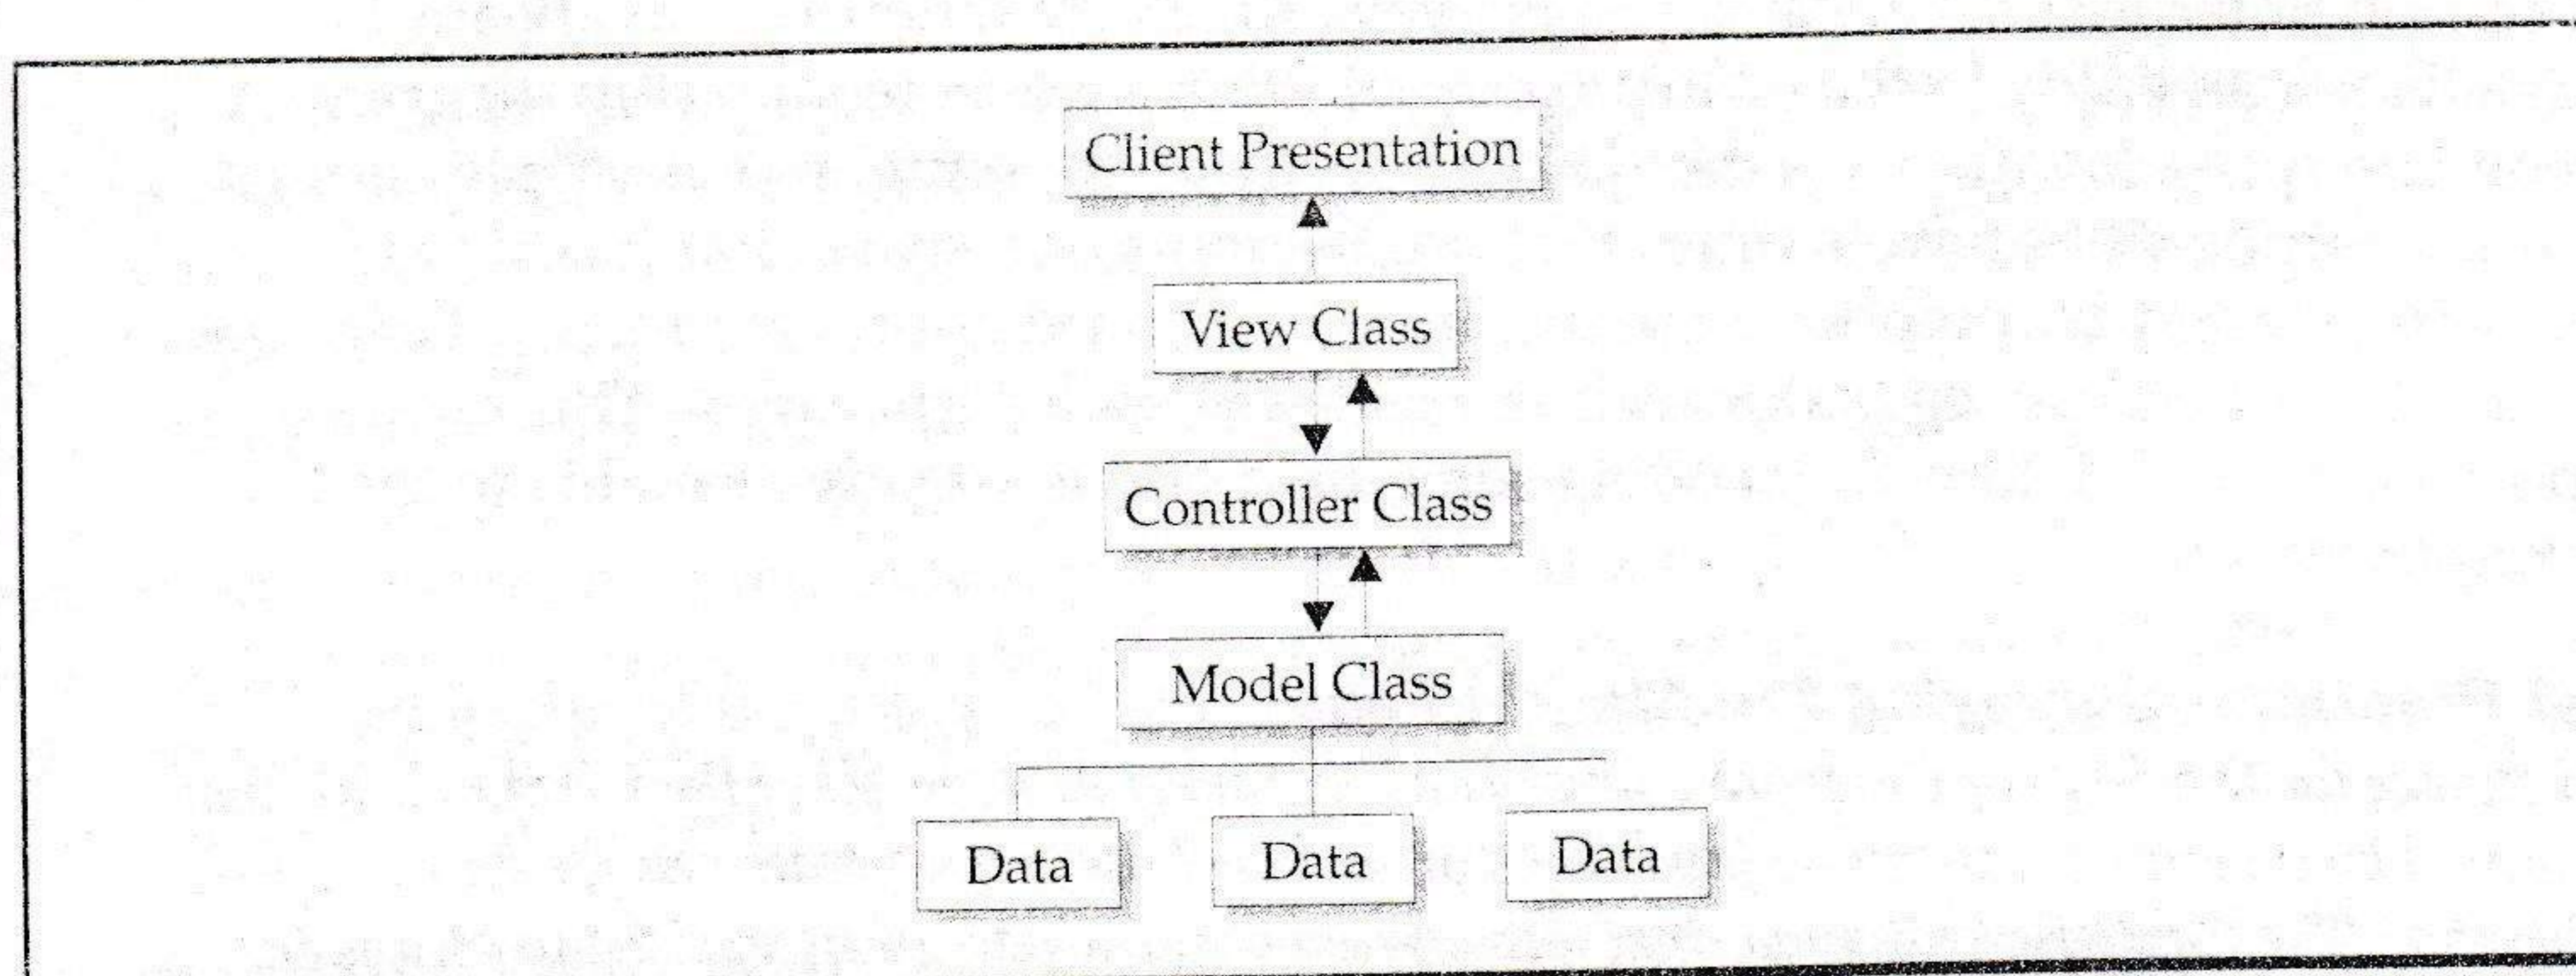 Client Presentation
View Class
Controller Class
Model Class
Data
Data
Data